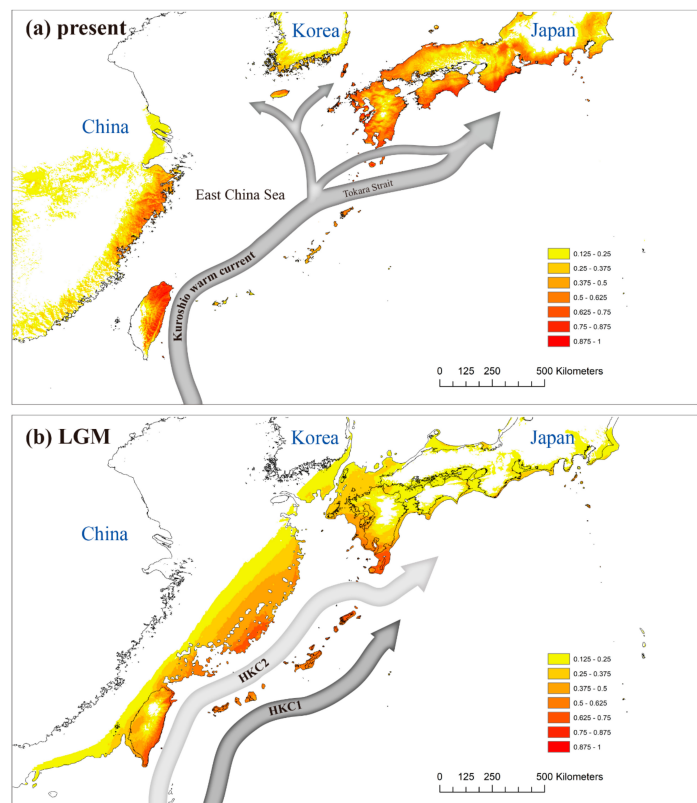 (a) present
Korea
Japan
China
East China Sea
Tokara Strait
Kuroshio warm current
0.125 - 0.25
0.25 - 0.375
0.375 - 0.5
0.5 - 0.625
0.625 - 0.75
0.75 - 0.875
0.875 - 1
0 125 250 500 Kilometers
(b) LGM
Korea
Japan
China
HKC2
HKC1
0.125 - 0.25
0.25 - 0.375
0.375 - 0.5
0.5 - 0.625
0.625 - 0.75
0.75 - 0.875
0.875 - 1
0 125 250 500 Kilometers